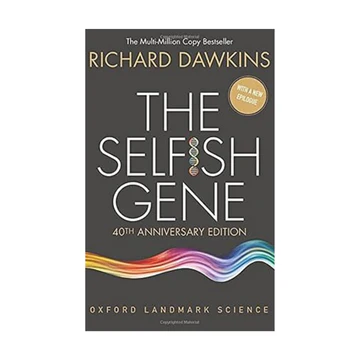 The Multi-Million Copy Bestseller
RICHARD DAWKINS
WITH A NEW
EPILOGUE
THE
SELFISH
GENE
40TH ANNIVERSARY EDITION
OXFORD LANDMARK SCIENCE